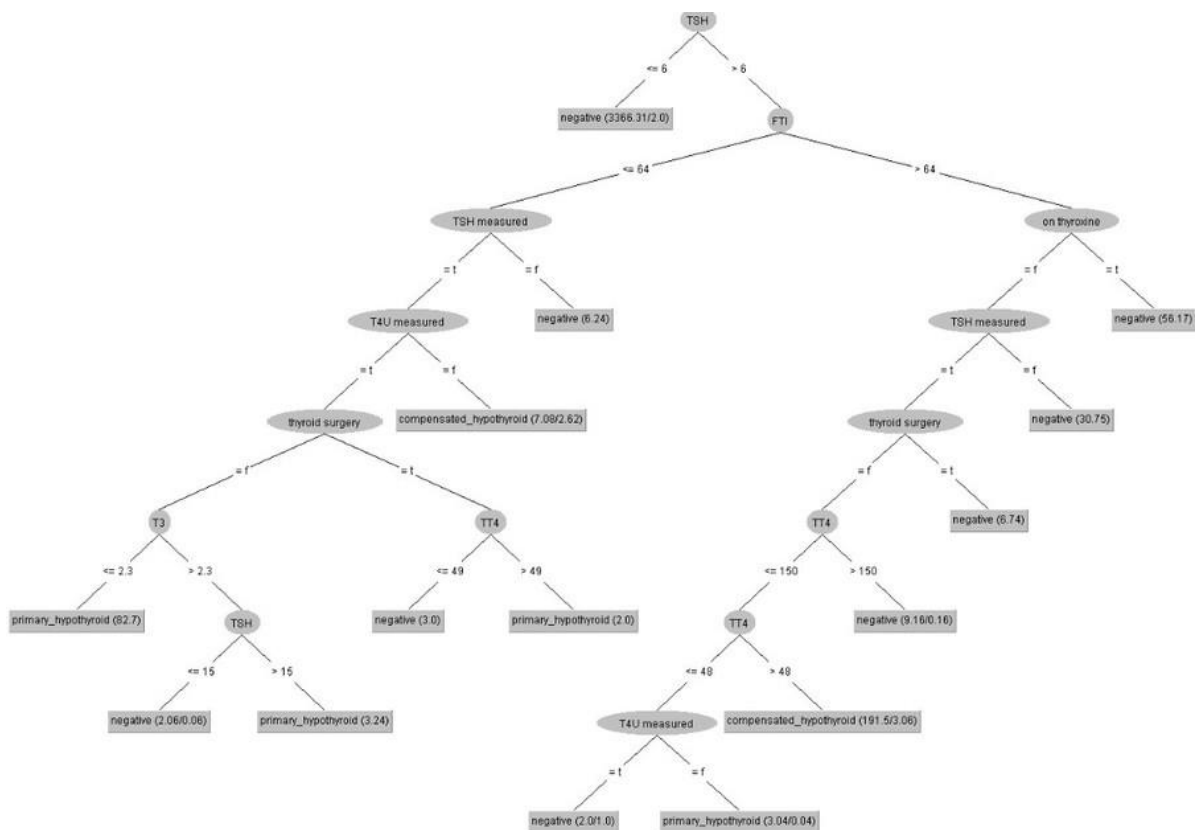 TSH
<= 6 > 6
negative (3366.31/2.0) FTI
<= 64 > 64
TSH measured on thyroxine
= t = f = f = t
T4U measured negative (6.24) TSH measured negative (56.17)
= t = f = t = f
thyroid surgery compensated_hypothyroid (7.08/2.62) thyroid surgery negative (30.75)
= f = t = f = t
T3 TT4 TT4 negative (6.74)
<= 2.3 > 2.3 <= 49 > 49 <= 150 > 150
primary_hypothyroid (82.7) TSH negative (3.0) primary_hypothyroid (2.0) TT4 negative (9.16/0.16)
<= 15 > 15 <= 48 > 48
negative (2.06/0.06) primary_hypothyroid (3.24) T4U measured compensated_hypothyroid (191.5/3.06)
= t = f
negative (2.0/1.0) primary_hypothyroid (3.04/0.04)